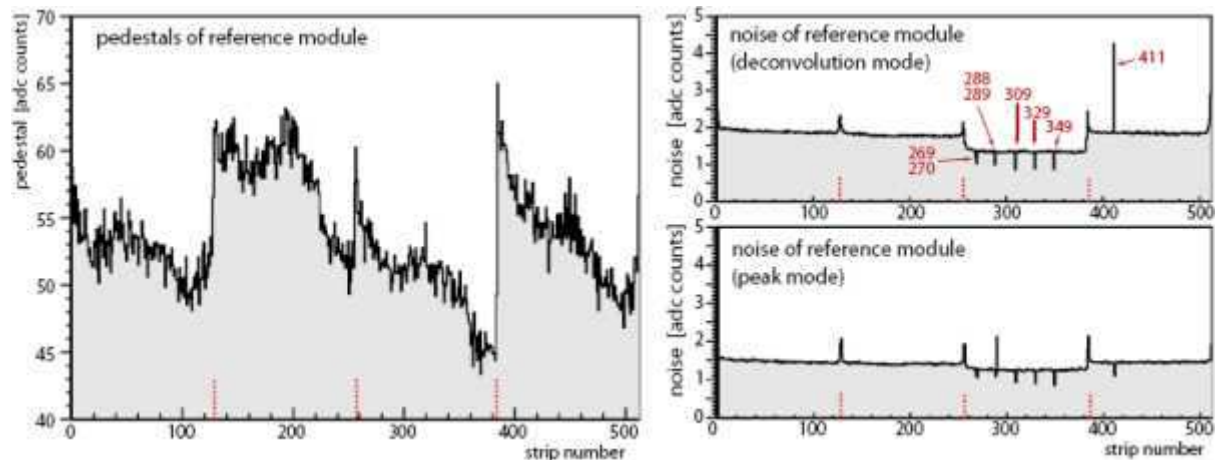 pedestals of reference module
pedestal [adc counts]
70
65
60
55
50
45
40
0 100 200 300 400 500
strip number
noise of reference module
(deconvolution mode)
noise [adc counts]
5
4
3
2
1
0
288
289
309
329
349
411
269
270
0 100 200 300 400 500
noise of reference module
(peak mode)
noise [adc counts]
5
4
3
2
1
0
0 100 200 300 400 500
strip number